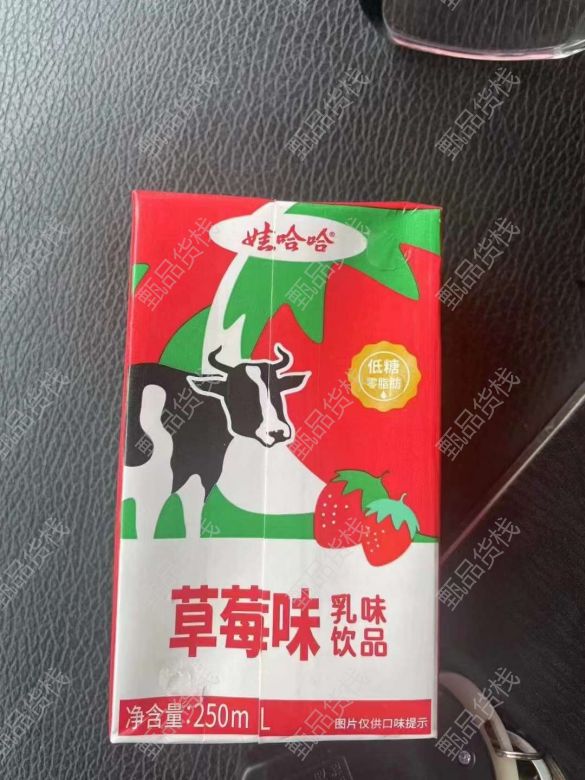 娃哈哈®
低糖
零脂肪
草莓味
乳味
饮品
净含量:250mL
图片仅供口味提示
甄品货栈